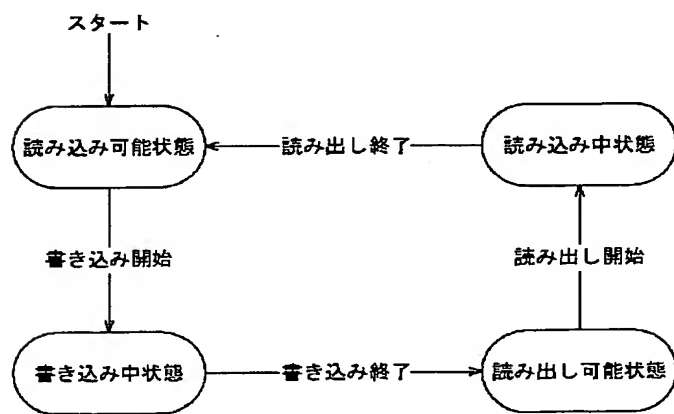 スタート
読み込み可能状態
読み出し終了
読み込み中状態
書き込み開始
読み出し開始
書き込み中状態
書き込み終了
読み出し可能状態